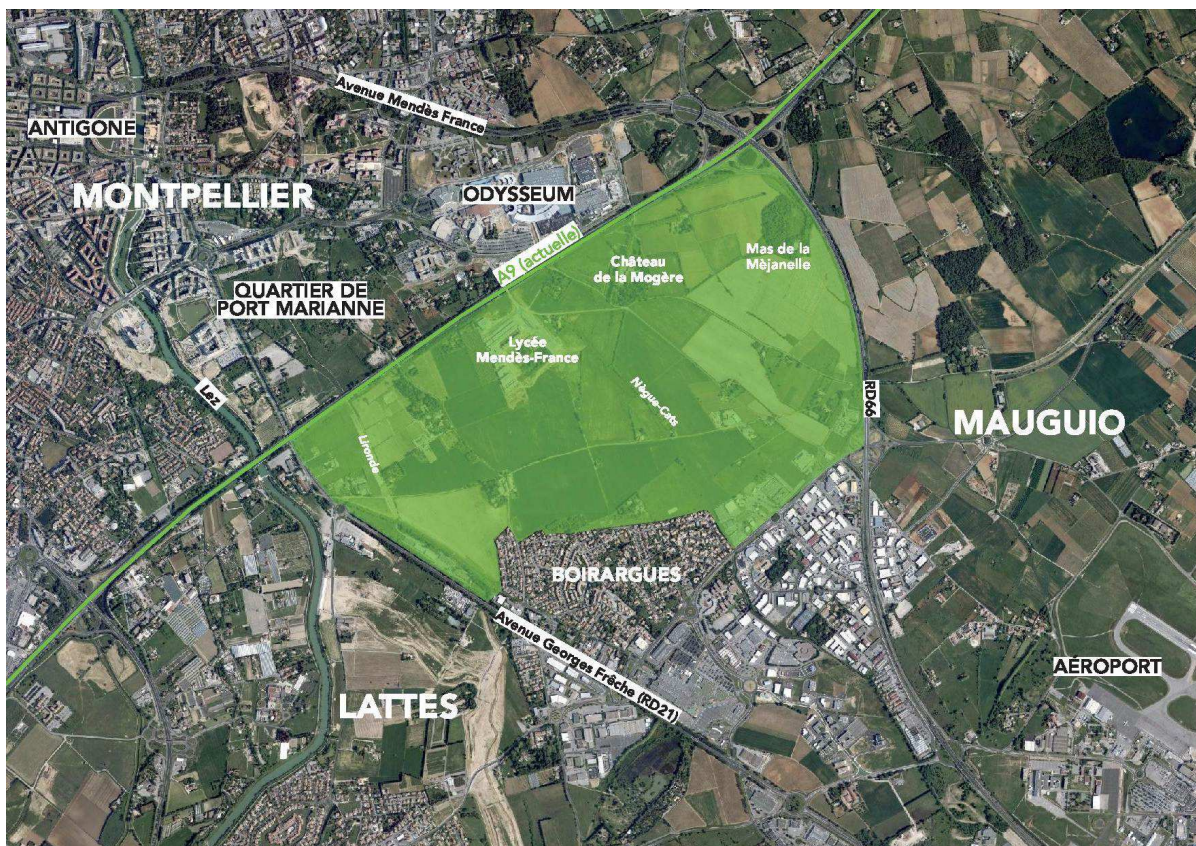 Avenue Mendès France
ANTIGONE
MONTPELLIER
ODYSSEUM
A9 (actuelle)
Château
de la Mogère
Mas de la
Mèjanelle
QUARTIER DE
PORT MARIANNE
Lycée
Mendès-France
Lez
Nègue-Cats
RD66
MAUGUIO
Lironde
BOIRARGUES
Avenue Georges Frêche (RD21)
AÉROPORT
LATTES